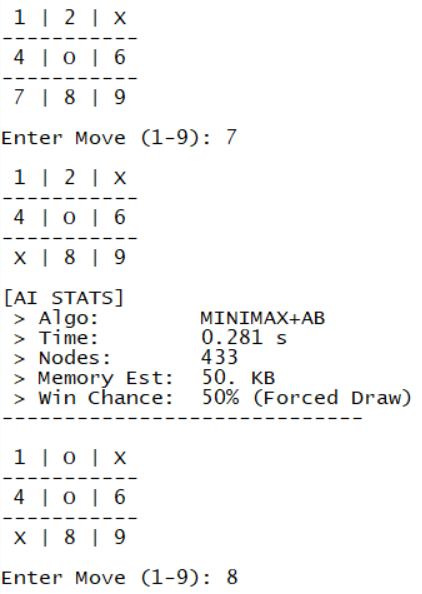 1 | 2 | X
-----------
4 | O | 6
-----------
7 | 8 | 9
Enter Move (1-9): 7
1 | 2 | X
-----------
4 | O | 6
-----------
X | 8 | 9
[AI STATS]
> Algo: MINIMAX+AB
> Time: 0.281 s
> Nodes: 433
> Memory Est: 50. KB
> Win Chance: 50% (Forced Draw)
-----------------------------
1 | O | X
-----------
4 | O | 6
-----------
X | 8 | 9
Enter Move (1-9): 8